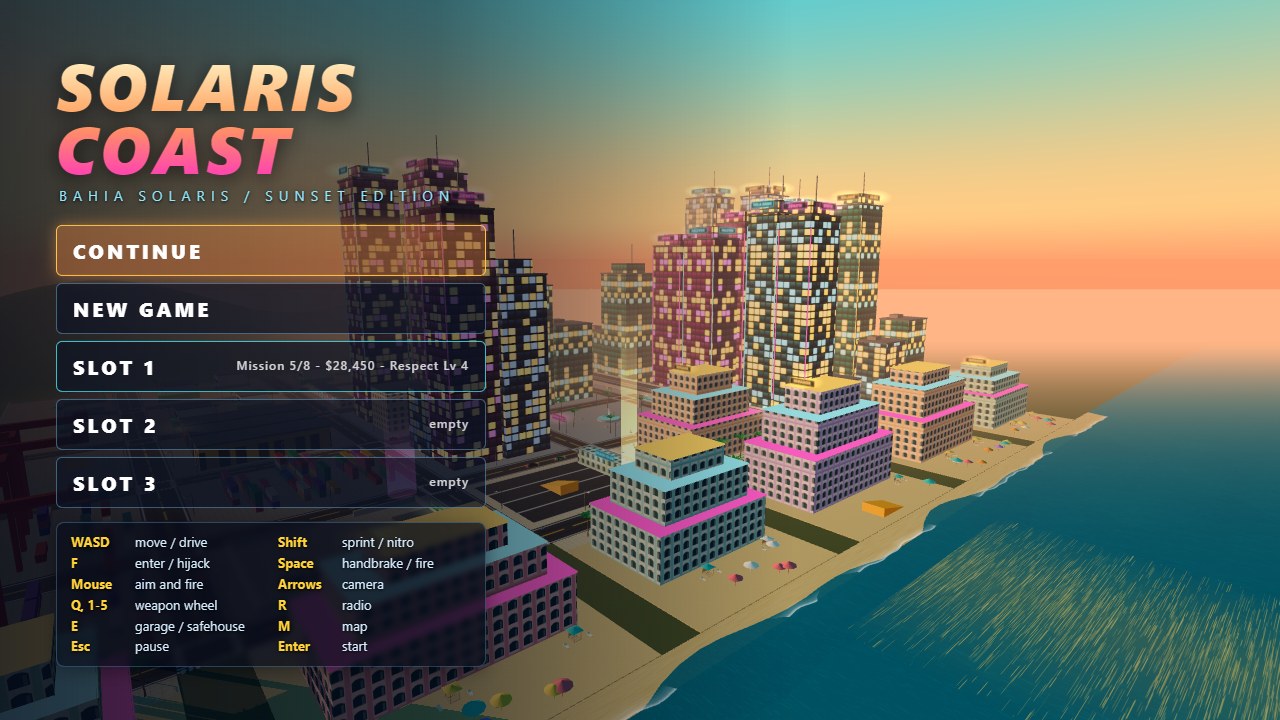 SOLARIS
COAST
BAHIA SOLARIS / SUNSET EDITION
CONTINUE
NEW GAME
SLOT 1 Mission 5/8 - $28,450 - Respect Lv 4
SLOT 2 empty
SLOT 3 empty
WASD move / drive Shift sprint / nitro
F enter / hijack Space handbrake / fire
Mouse aim and fire Arrows camera
Q, 1-5 weapon wheel R radio
E garage / safehouse M map
Esc pause Enter start